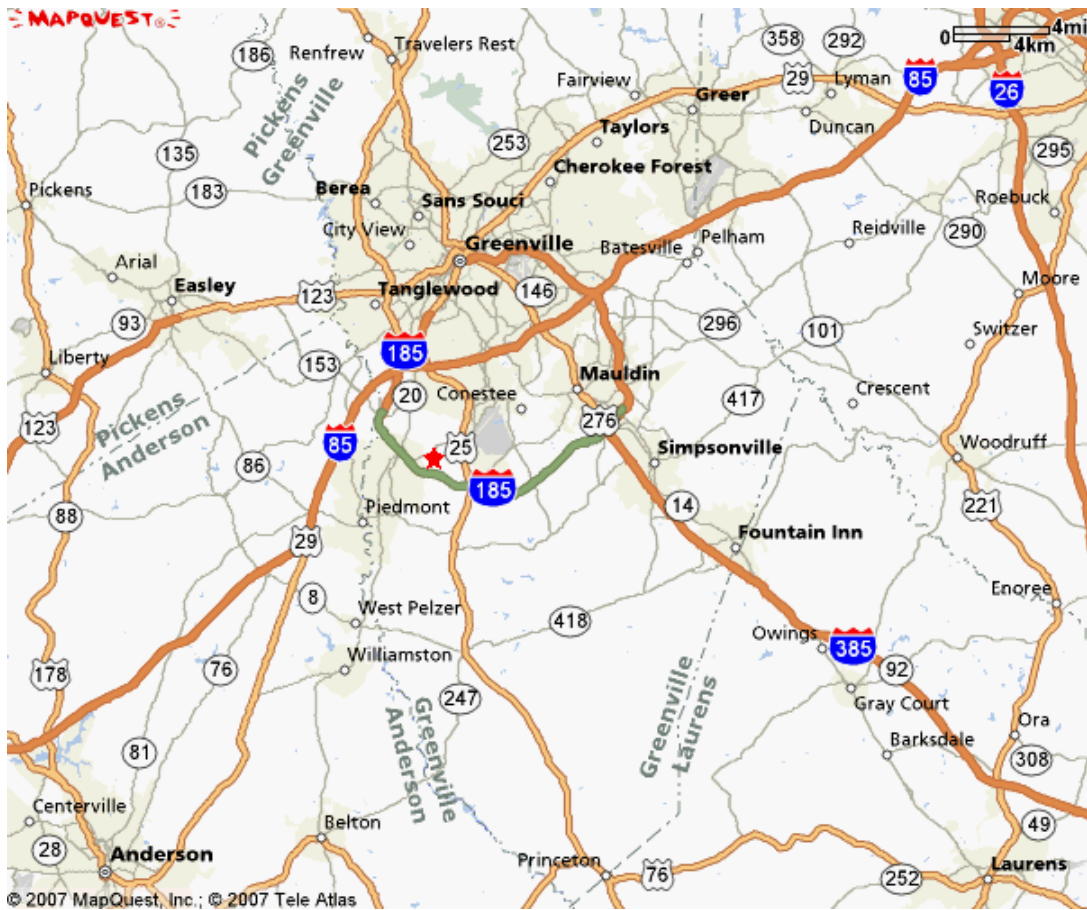 MAPQUEST®
0 4mi
4km
Renfrew
Travelers Rest
186
358
292
29
Lyman
85
26
Fairview
Greer
Duncan
Pickens
Greenville
135
253
Taylors
295
Pickens
183
Berea
Cherokee Forest
Sans Souci
Roebuck
City View
Greenville
Batesville
Pelham
Reidville
290
Arial
Easley
123
Tanglewood
146
Moore
93
296
101
Switzer
Liberty
153
185
20
Conestee
Mauldin
417
Crescent
123
Pickens
Anderson
85
25
276
Simpsonville
Woodruff
86
185
221
88
Piedmont
14
29
Fountain Inn
8
West Pelzer
418
Enoree
Owings
385
178
76
Williamston
92
247
Greenville
Laurens
Gray Court
Greenville
Anderson
Ora
81
Barksdale
308
Centerville
Belton
49
28
Anderson
Princeton
76
252
Laurens
© 2007 MapQuest, Inc.; © 2007 Tele Atlas